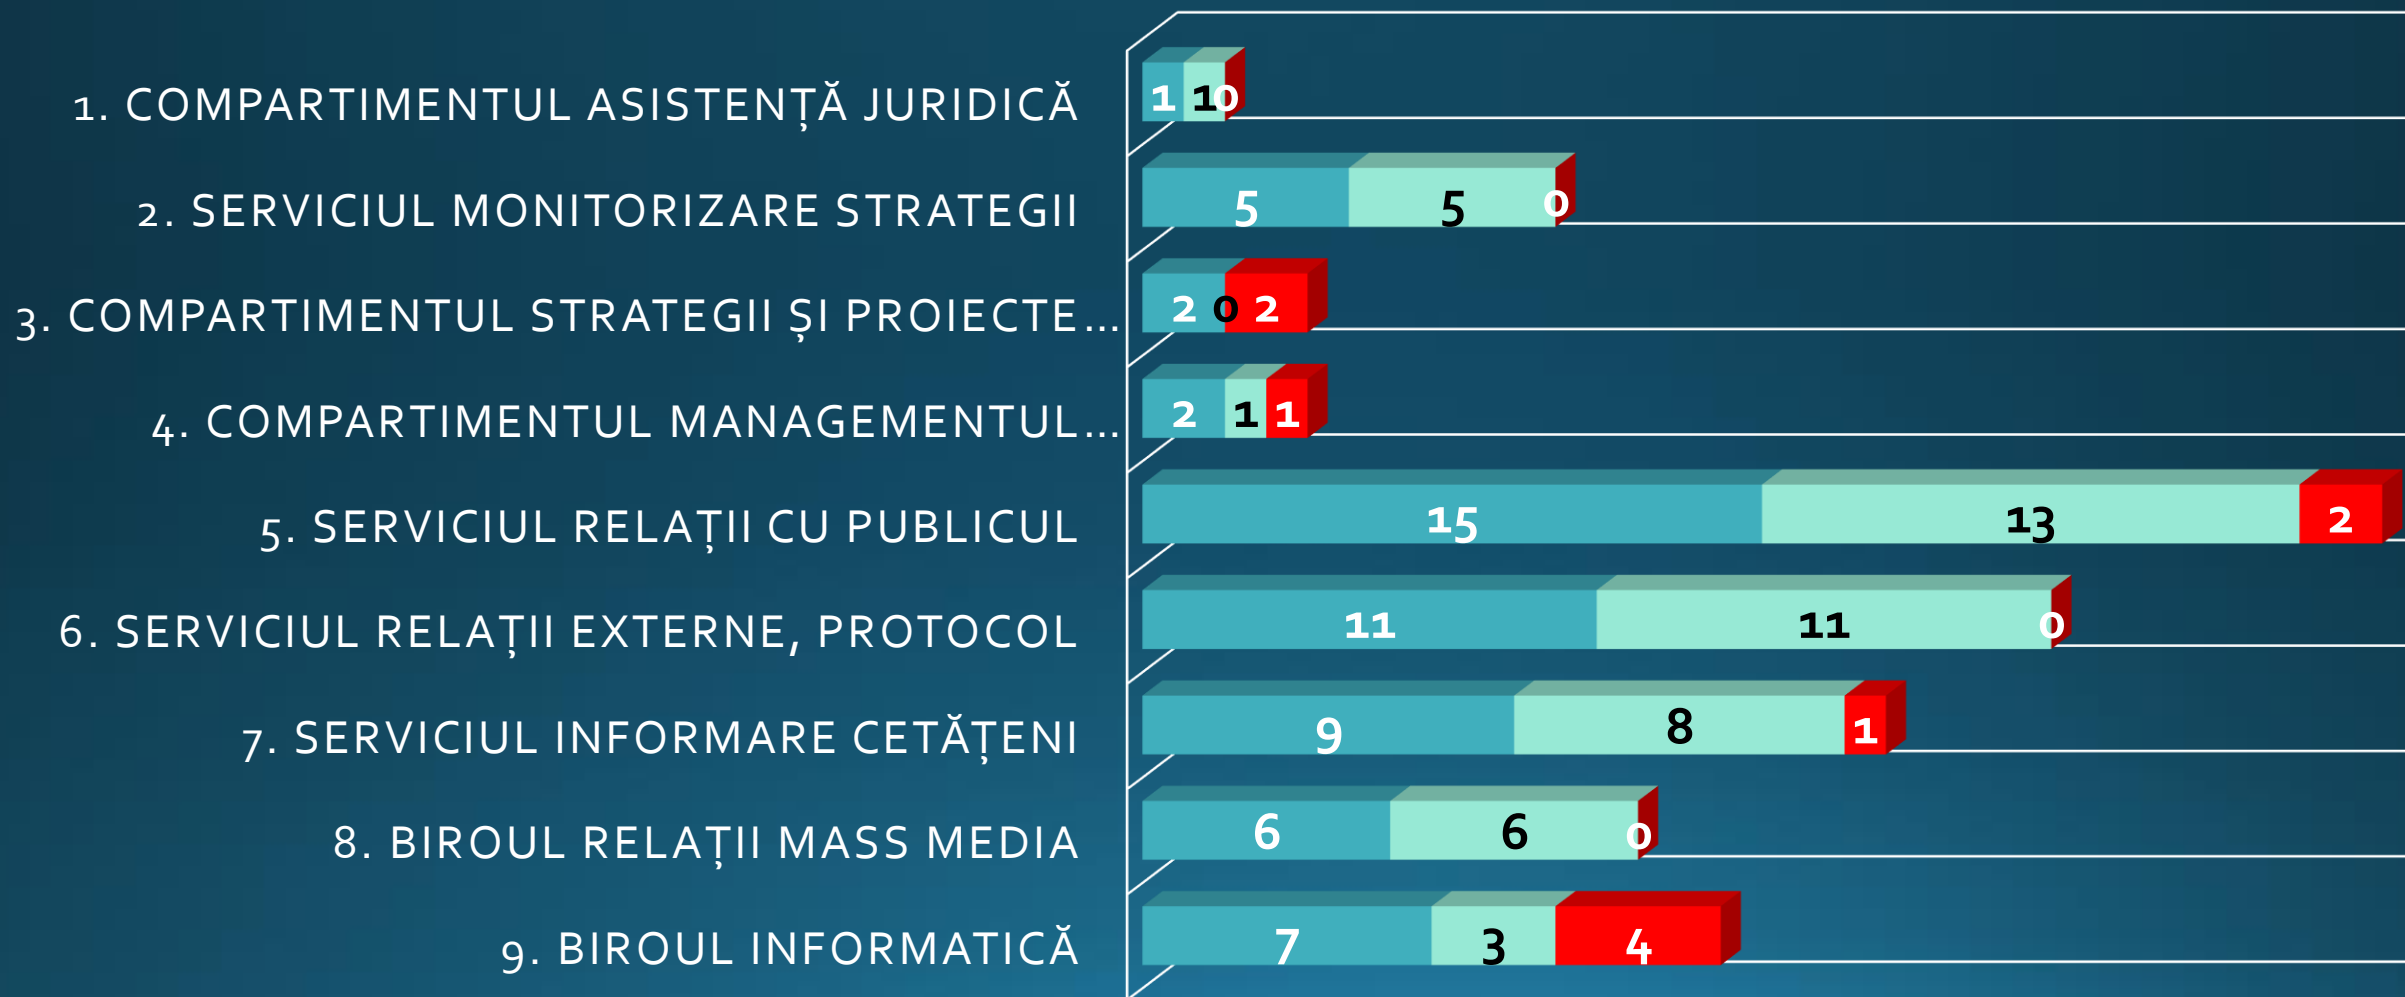 1. COMPARTIMENTUL ASISTENȚĂ JURIDICĂ 1 1 0
2. SERVICIUL MONITORIZARE STRATEGII 5 5 0
3. COMPARTIMENTUL STRATEGII ȘI PROIECTE... 2 0 2
4. COMPARTIMENTUL MANAGEMENTUL... 2 1 1
5. SERVICIUL RELAȚII CU PUBLICUL 15 13 2
6. SERVICIUL RELAȚII EXTERNE, PROTOCOL 11 11 0
7. SERVICIUL INFORMARE CETĂȚENI 9 8 1
8. BIROUL RELAȚII MASS MEDIA 6 6 0
9. BIROUL INFORMATICĂ 7 3 4